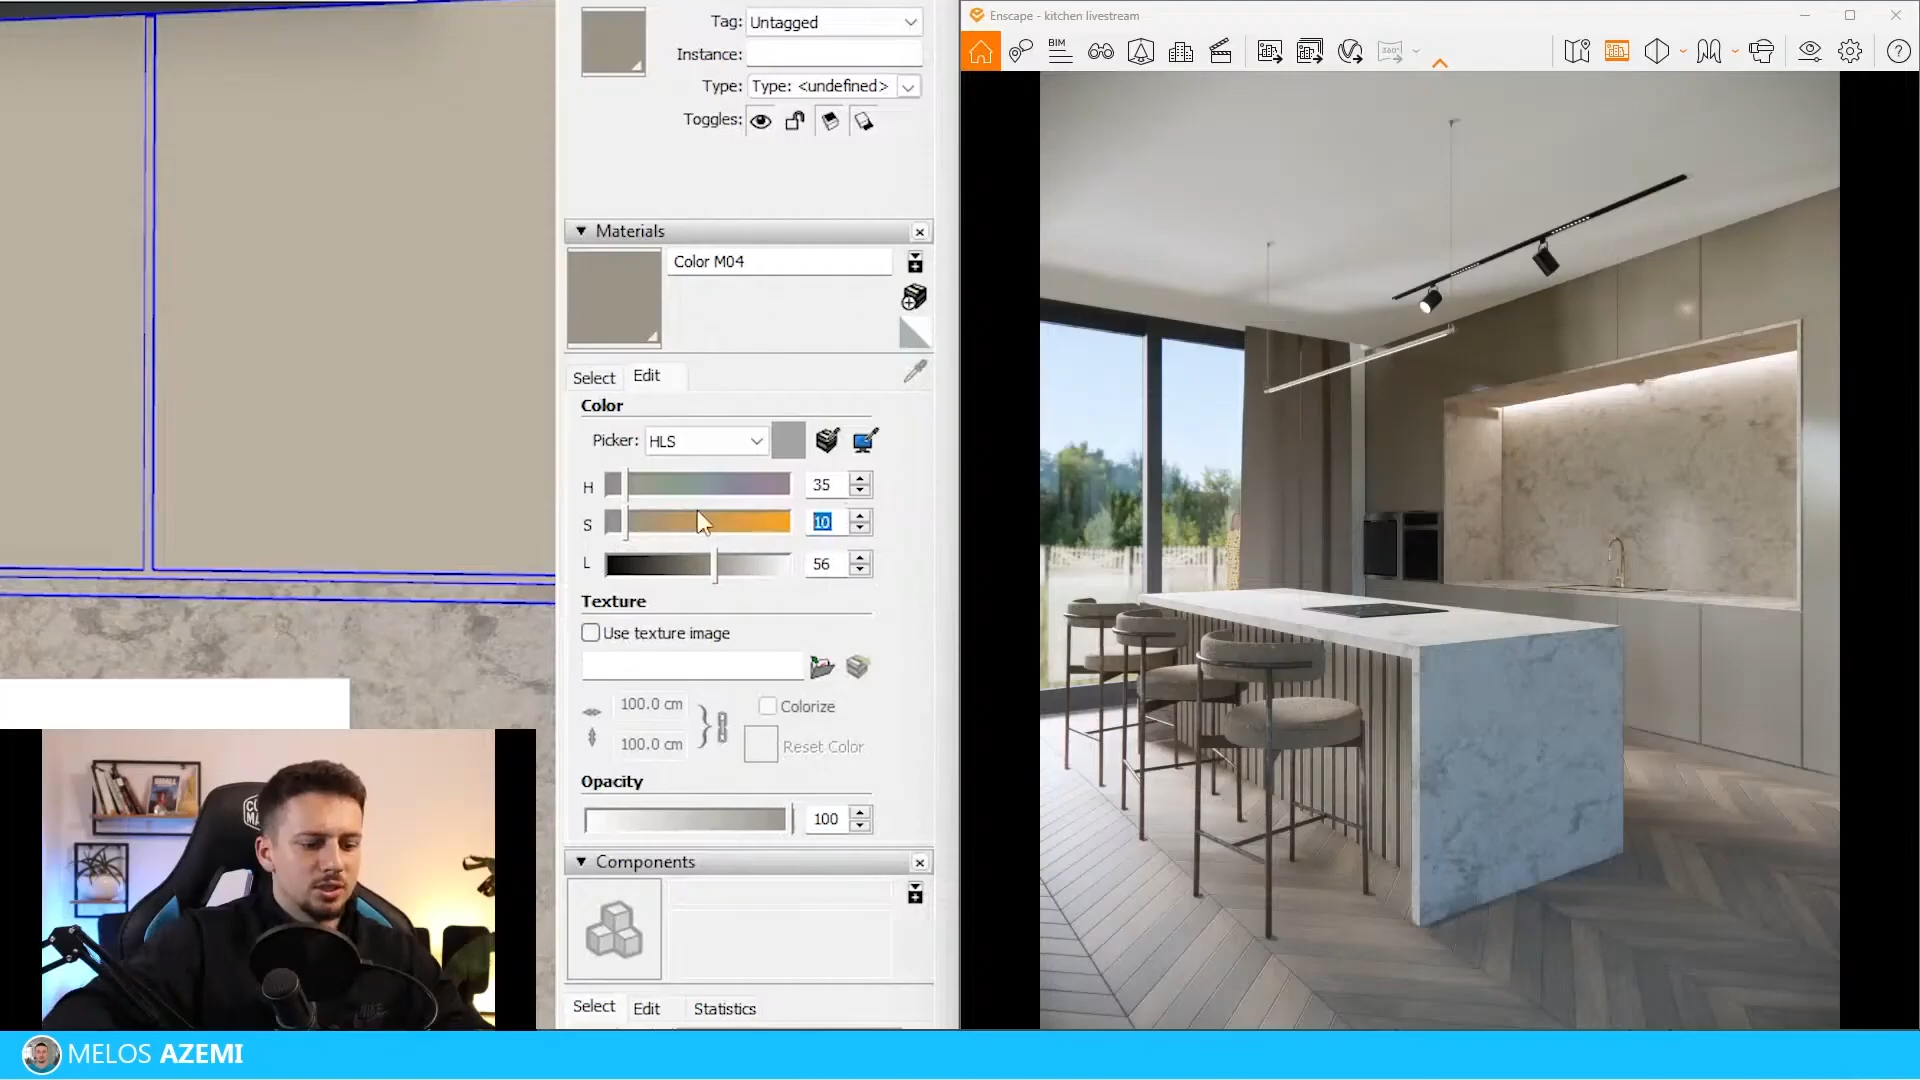 Tag: Untagged
Instance:
Type: Type: <undefined>
Toggles:
Materials
Color M04
Select Edit
Color
Picker: HLS
H 35
S 10
L 56
Texture
Use texture image
100.0 cm Colorize
100.0 cm Reset Color
Opacity
100
Components
Select Edit Statistics
Enscape - kitchen livestream
BIM
360°
MELOS AZEMI